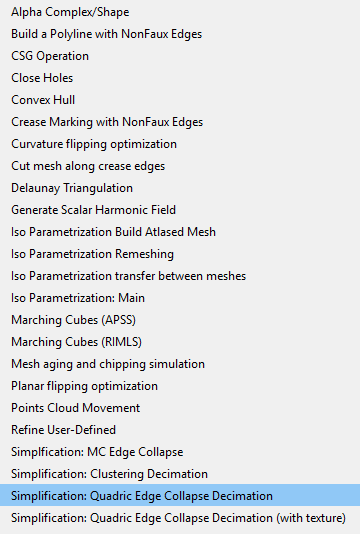 Alpha Complex/Shape
Build a Polyline with NonFaux Edges
CSG Operation
Close Holes
Convex Hull
Crease Marking with NonFaux Edges
Curvature flipping optimization
Cut mesh along crease edges
Delaunay Triangulation
Generate Scalar Harmonic Field
Iso Parametrization Build Atlased Mesh
Iso Parametrization Remeshing
Iso Parametrization transfer between meshes
Iso Parametrization: Main
Marching Cubes (APSS)
Marching Cubes (RIMLS)
Mesh aging and chipping simulation
Planar flipping optimization
Points Cloud Movement
Refine User-Defined
Simplfication: MC Edge Collapse
Simplification: Clustering Decimation
Simplification: Quadric Edge Collapse Decimation
Simplification: Quadric Edge Collapse Decimation (with texture)